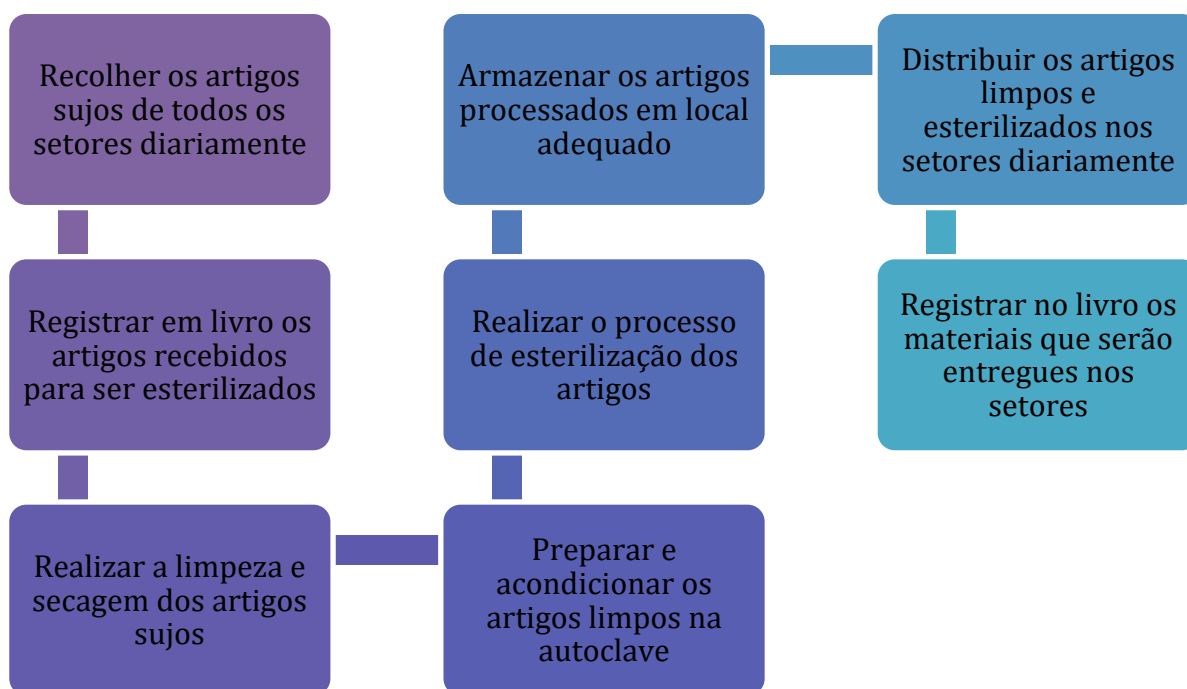 Recolher os artigos
sujos de todos os
setores diariamente
Registrar em livro os
artigos recebidos
para ser esterilizados
Realizar a limpeza e
secagem dos artigos
sujos
Preparar e
acondicionar os
artigos limpos na
autoclave
Realizar o processo
de esterilização dos
artigos
Armazenar os artigos
processados em local
adequado
Distribuir os artigos
limpos e
esterilizados nos
setores diariamente
Registrar no livro os
materiais que serão
entregues nos
setores